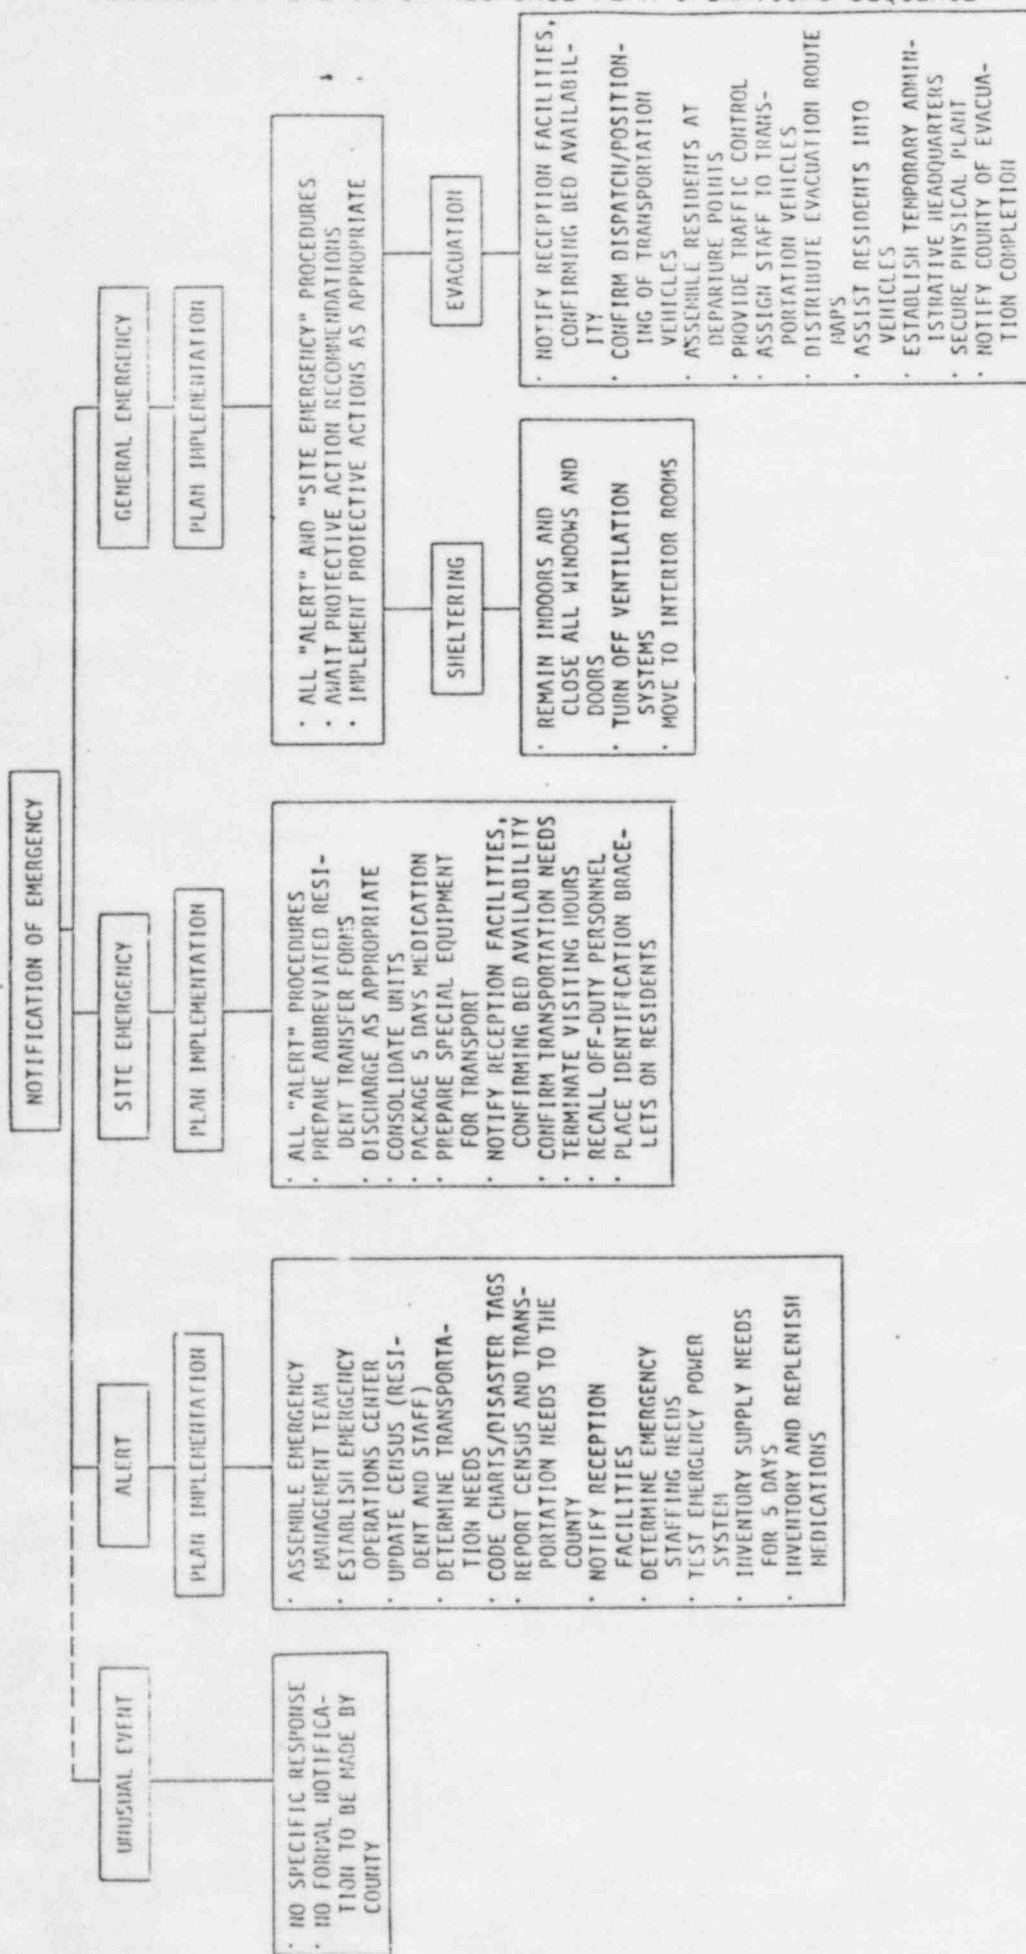 NOTIFICATION OF EMERGENCY
UNUSUAL EVENT
· NO SPECIFIC RESPONSE
· NO FORMAL NOTIFICA-
TION TO BE MADE BY
COUNTY
ALERT
PLAN IMPLEMENTATION
· ASSEMBLE EMERGENCY
MANAGEMENT TEAM
· ESTABLISH EMERGENCY
OPERATIONS CENTER
· UPDATE CENSUS (RESI-
DENT AND STAFF)
· DETERMINE TRANSPORTA-
TION NEEDS
· CODE CHARTS/DISASTER TAGS
· REPORT CENSUS AND TRANS-
PORTATION NEEDS TO THE
COUNTY
· NOTIFY RECEPTION
FACILITIES
· DETERMINE EMERGENCY
STAFFING NEEDS
· TEST EMERGENCY POWER
SYSTEM
· INVENTORY SUPPLY NEEDS
FOR 5 DAYS
· INVENTORY AND REPLENISH
MEDICATIONS
SITE EMERGENCY
PLAN IMPLEMENTATION
· ALL "ALERT" PROCEDURES
· PREPARE ABBREVIATED RESI-
DENT TRANSFER FORMS
· DISCHARGE AS APPROPRIATE
· CONSOLIDATE UNITS
· PACKAGE 5 DAYS MEDICATION
· PREPARE SPECIAL EQUIPMENT
FOR TRANSPORT
· NOTIFY RECEPTION FACILITIES,
CONFIRMING BED AVAILABILITY
· CONFIRM TRANSPORTATION NEEDS
· TERMINATE VISITING HOURS
· RECALL OFF-DUTY PERSONNEL
· PLACE IDENTIFICATION BRACE-
LETS ON RESIDENTS
GENERAL EMERGENCY
PLAN IMPLEMENTATION
· ALL "ALERT" AND "SITE EMERGENCY" PROCEDURES
· AWAIT PROTECTIVE ACTION RECOMMENDATIONS
· IMPLEMENT PROTECTIVE ACTIONS AS APPROPRIATE
SHELTERING
· REMAIN INDOORS AND
CLOSE ALL WINDOWS AND
DOORS
· TURN OFF VENTILATION
SYSTEMS
· MOVE TO INTERIOR ROOMS
EVACUATION
· NOTIFY RECEPTION FACILITIES,
CONFIRMING BED AVAILABIL-
ITY
· CONFIRM DISPATCH/POSITION-
ING OF TRANSPORTATION
VEHICLES
· ASSEMBLE RESIDENTS AT
DEPARTURE POINTS
· PROVIDE TRAFFIC CONTROL
· ASSIGN STAFF TO TRANS-
PORTATION VEHICLES
· DISTRIBUTE EVACUATION ROUTE
MAPS
· ASSIST RESIDENTS INTO
VEHICLES
· ESTABLISH TEMPORARY ADMIN-
ISTRATIVE HEADQUARTERS
· SECURE PHYSICAL PLANT
· NOTIFY COUNTY OF EVACUA-
TION COMPLETION